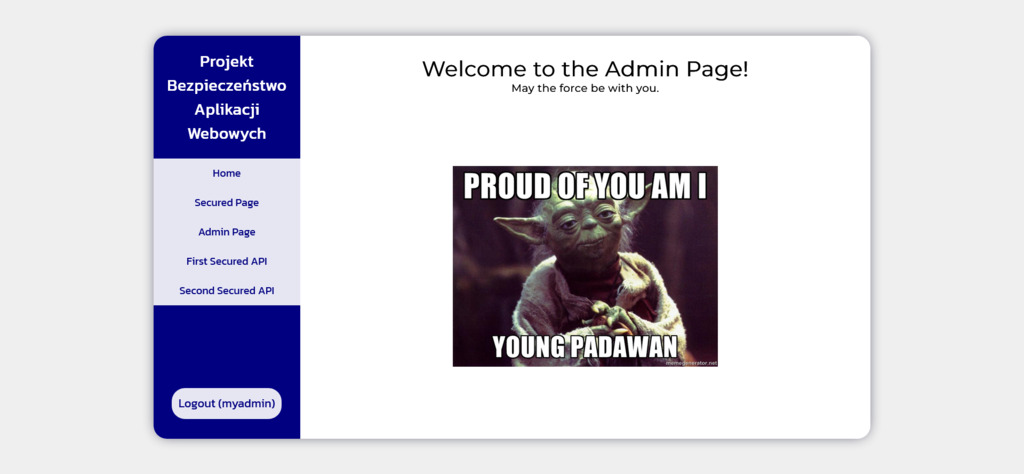 Projekt
Bezpieczeństwo
Aplikacji
Webowych
Home
Secured Page
Admin Page
First Secured API
Second Secured API
Logout (myadmin)
Welcome to the Admin Page!
May the force be with you.
PROUD OF YOU AM I
YOUNG PADAWAN
memegenerator.net